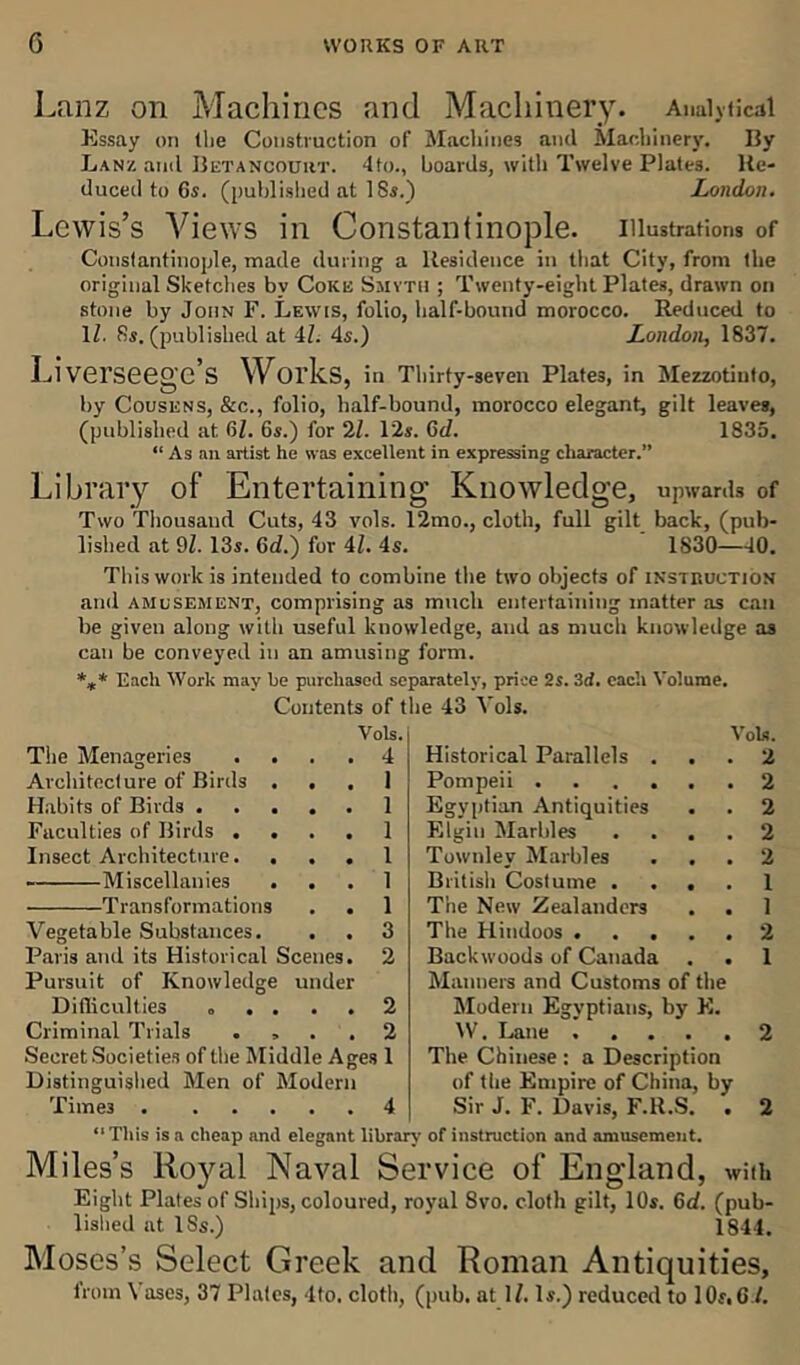 6 WORKS OF ART
Lanz on Machines and Machinery. Analytical
Essay on the Construction of Machines and Machinery. By
LANZ and BETANCOURT. 4to., boards, with Twelve Plates. Re-
duced to 6s. (published at 18s.) London.
Lewis's Views in Constantinople. Illustrations of
Constantinople, made during a Residence in that City, from the
original Sketches by COKE SMYTH ; Twenty-eight Plates, drawn on
stone by JOHN F. LEWIS, folio, half-bound morocco. Reduced to
1l. 8s. (published at 4l. 4s.) London, 1837.
Liverseege's Works, in Thirty-seven Plates, in Mezzotinto,
by COUSENS, &c., folio, half-bound, morocco elegant, gilt leaves,
(published at 6l. 6s.) for 2l. 12s. 6d. 1835.
“ As an artist he was excellent in expressing character.”
Library of Entertaining Knowledge, upwards of
Two Thousand Cuts, 43 vols. 12mo., cloth, full gilt back, (pub-
lished at 9l. 13s. 6d.) for 4l. 4s. 1830—40.
This work is intended to combine the two objects of INSTRUCTION
and AMUSEMENT, comprising as much entertaining matter as can
be given along with useful knowledge, and as much knowledge as
can be conveyed in an amusing form.
*** Each Work may be purchased separately, price 2s. 3d. each Volume.
Contents of the 43 Vols.
Vols.
The Menageries . . . . 4
Architecture of Birds . . . 1
Habits of Birds . . . . . 1
Faculties of Birds . . . . 1
Insect Architecture. . . . 1
——Miscellanies . . . 1
——Transformations . . 1
Vegetable Substances. . . 3
Paris and its Historical Scenes. 2
Pursuit of Knowledge under
Difficulties . . . . . 2
Criminal Trials . . . . 2
Secret Societies of the Middle Ages 1
Distinguished Men of Modern
Times . . . . . . 4
Vols.
Historical Parallels . . . 2
Pompeii . . . . . . 2
Egyptian Antiquities . . 2
Elgin Marbles . . . . 2
Townley Marbles . . . 2
British Costume . . . . 1
The New Zealanders . . 1
The Hindoos . . . . . 2
Backwoods of Canada . . 1
Manners and Customs of the
Modern Egyptians, by E.
W. Lane . . . . . 2
The Chinese : a Description
of the Empire of China, by
Sir J. F. Davis, F.R.S. . 2
“ This is a cheap and elegant library of instruction and amusement.
Miles's Royal Naval Service of England, with
Eight Plates of Ships, coloured, royal 8vo. cloth gilt, 10s. 6d. (pub-
lished at 18s.) 1844.
Moses's Select Greek and Roman Antiquities,
from Vases, 37 Plates, 4to. cloth, (pub. at 1l. 1s.) reduced to 10s. 6d.